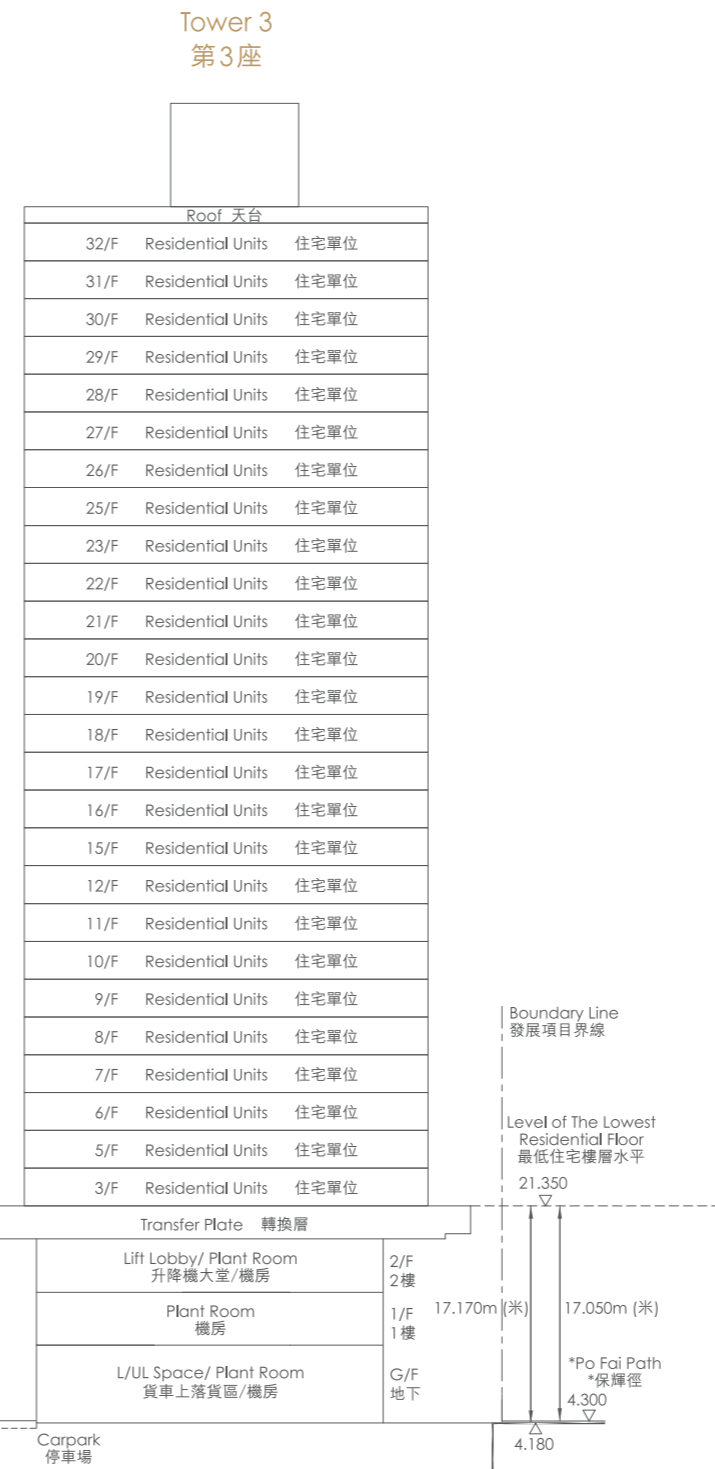 Tower 3
第3座
Roof 天台
32/F Residential Units 住宅單位
31/F Residential Units 住宅單位
30/F Residential Units 住宅單位
29/F Residential Units 住宅單位
28/F Residential Units 住宅單位
27/F Residential Units 住宅單位
26/F Residential Units 住宅單位
25/F Residential Units 住宅單位
23/F Residential Units 住宅單位
22/F Residential Units 住宅單位
21/F Residential Units 住宅單位
20/F Residential Units 住宅單位
19/F Residential Units 住宅單位
18/F Residential Units 住宅單位
17/F Residential Units 住宅單位
16/F Residential Units 住宅單位
15/F Residential Units 住宅單位
12/F Residential Units 住宅單位
11/F Residential Units 住宅單位
10/F Residential Units 住宅單位
9/F Residential Units 住宅單位
8/F Residential Units 住宅單位
7/F Residential Units 住宅單位
6/F Residential Units 住宅單位
5/F Residential Units 住宅單位
3/F Residential Units 住宅單位
Boundary Line
發展項目界線
Level of The Lowest
Residential Floor
最低住宅樓層水平
21.350
Transfer Plate 轉換層
Lift Lobby/ Plant Room
升降機大堂/機房
2/F
2樓
Plant Room
機房
1/F
1樓
17.170m (米)
17.050m (米)
L/UL Space/ Plant Room
貨車上落貨區/機房
G/F
地下
*Po Fai Path
*保輝徑
4.300
4.180
Carpark
停車場